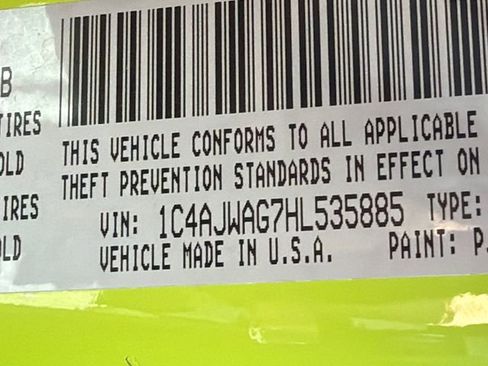 B
TIRES
OLD
THIS VEHICLE CONFORMS TO ALL APPLICABLE
THEFT PREVENTION STANDARDS IN EFFECT ON
IRES
VIN: 1C4AJWAG7HL535885 TYPE:
OLD
VEHICLE MADE IN U.S.A. PAINT: P